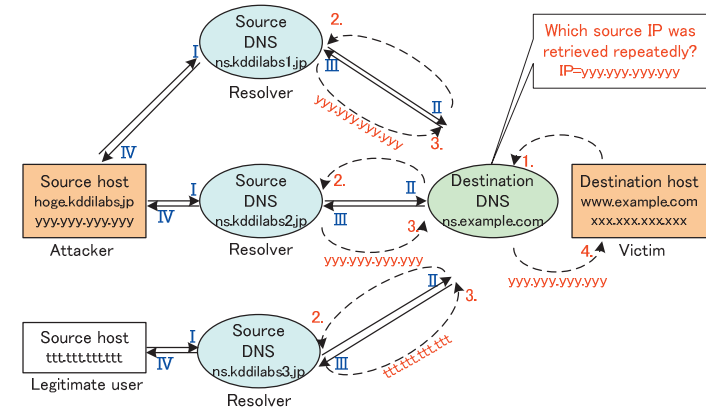 Source
DNS
ns.kddilabs1.jp
Resolver
I
IV
2.
III
II
3.
yyy.yyy.yyy.yyy
Which source IP was
retrieved repeatedly?
IP=yyy.yyy.yyy.yyy
Source host
hoge.kddilabs.jp
yyy.yyy.yyy.yyy
Attacker
I
IV
Source
DNS
ns.kddilabs2.jp
Resolver
2.
II
III
3.
yyy.yyy.yyy.yyy
Destination
DNS
ns.example.com
1.
4.
yyy.yyy.yyy.yyy
Destination host
www.example.com
xxx.xxx.xxx.xxx
Victim
Source host
ttt.ttt.ttt.ttt
Legitimate user
I
IV
Source
DNS
ns.kddilabs3.jp
Resolver
2.
II
III
3.
ttt.ttt.ttt.ttt